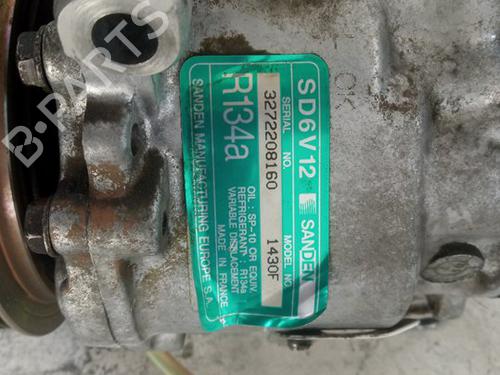 SD6V12 SANDEN
SERIAL NO. MODEL NO
3272208160 1430F
R134a
OIL : SP-10 OR EQUIV.
REFRIGERANT : R134a
VARIABLE DISPLACEMENT
MADE IN FRANCE
SANDEN MANUFACTURING EUROPE S.A.
OK
B-PARTS